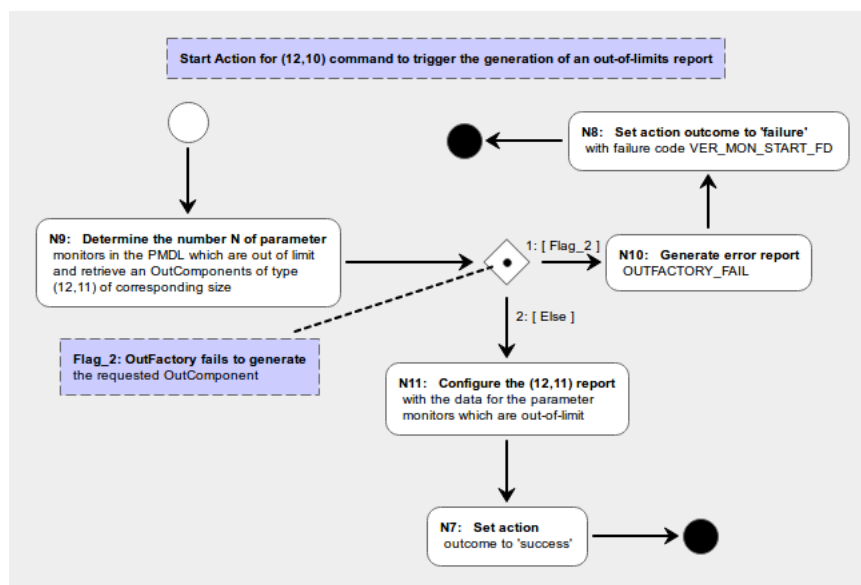 Start Action for (12,10) command to trigger the generation of an out-of-limits report
N8: Set action outcome to 'failure'
with failure code VER_MON_START_FD
N9: Determine the number N of parameter
monitors in the PMDL which are out of limit
and retrieve an OutComponents of type
(12,11) of corresponding size
1: [ Flag_2 ]
N10: Generate error report
OUTFACTORY_FAIL
2: [ Else ]
Flag_2: OutFactory fails to generate
the requested OutComponent
N11: Configure the (12,11) report
with the data for the parameter
monitors which are out-of-limit
N7: Set action
outcome to 'success'